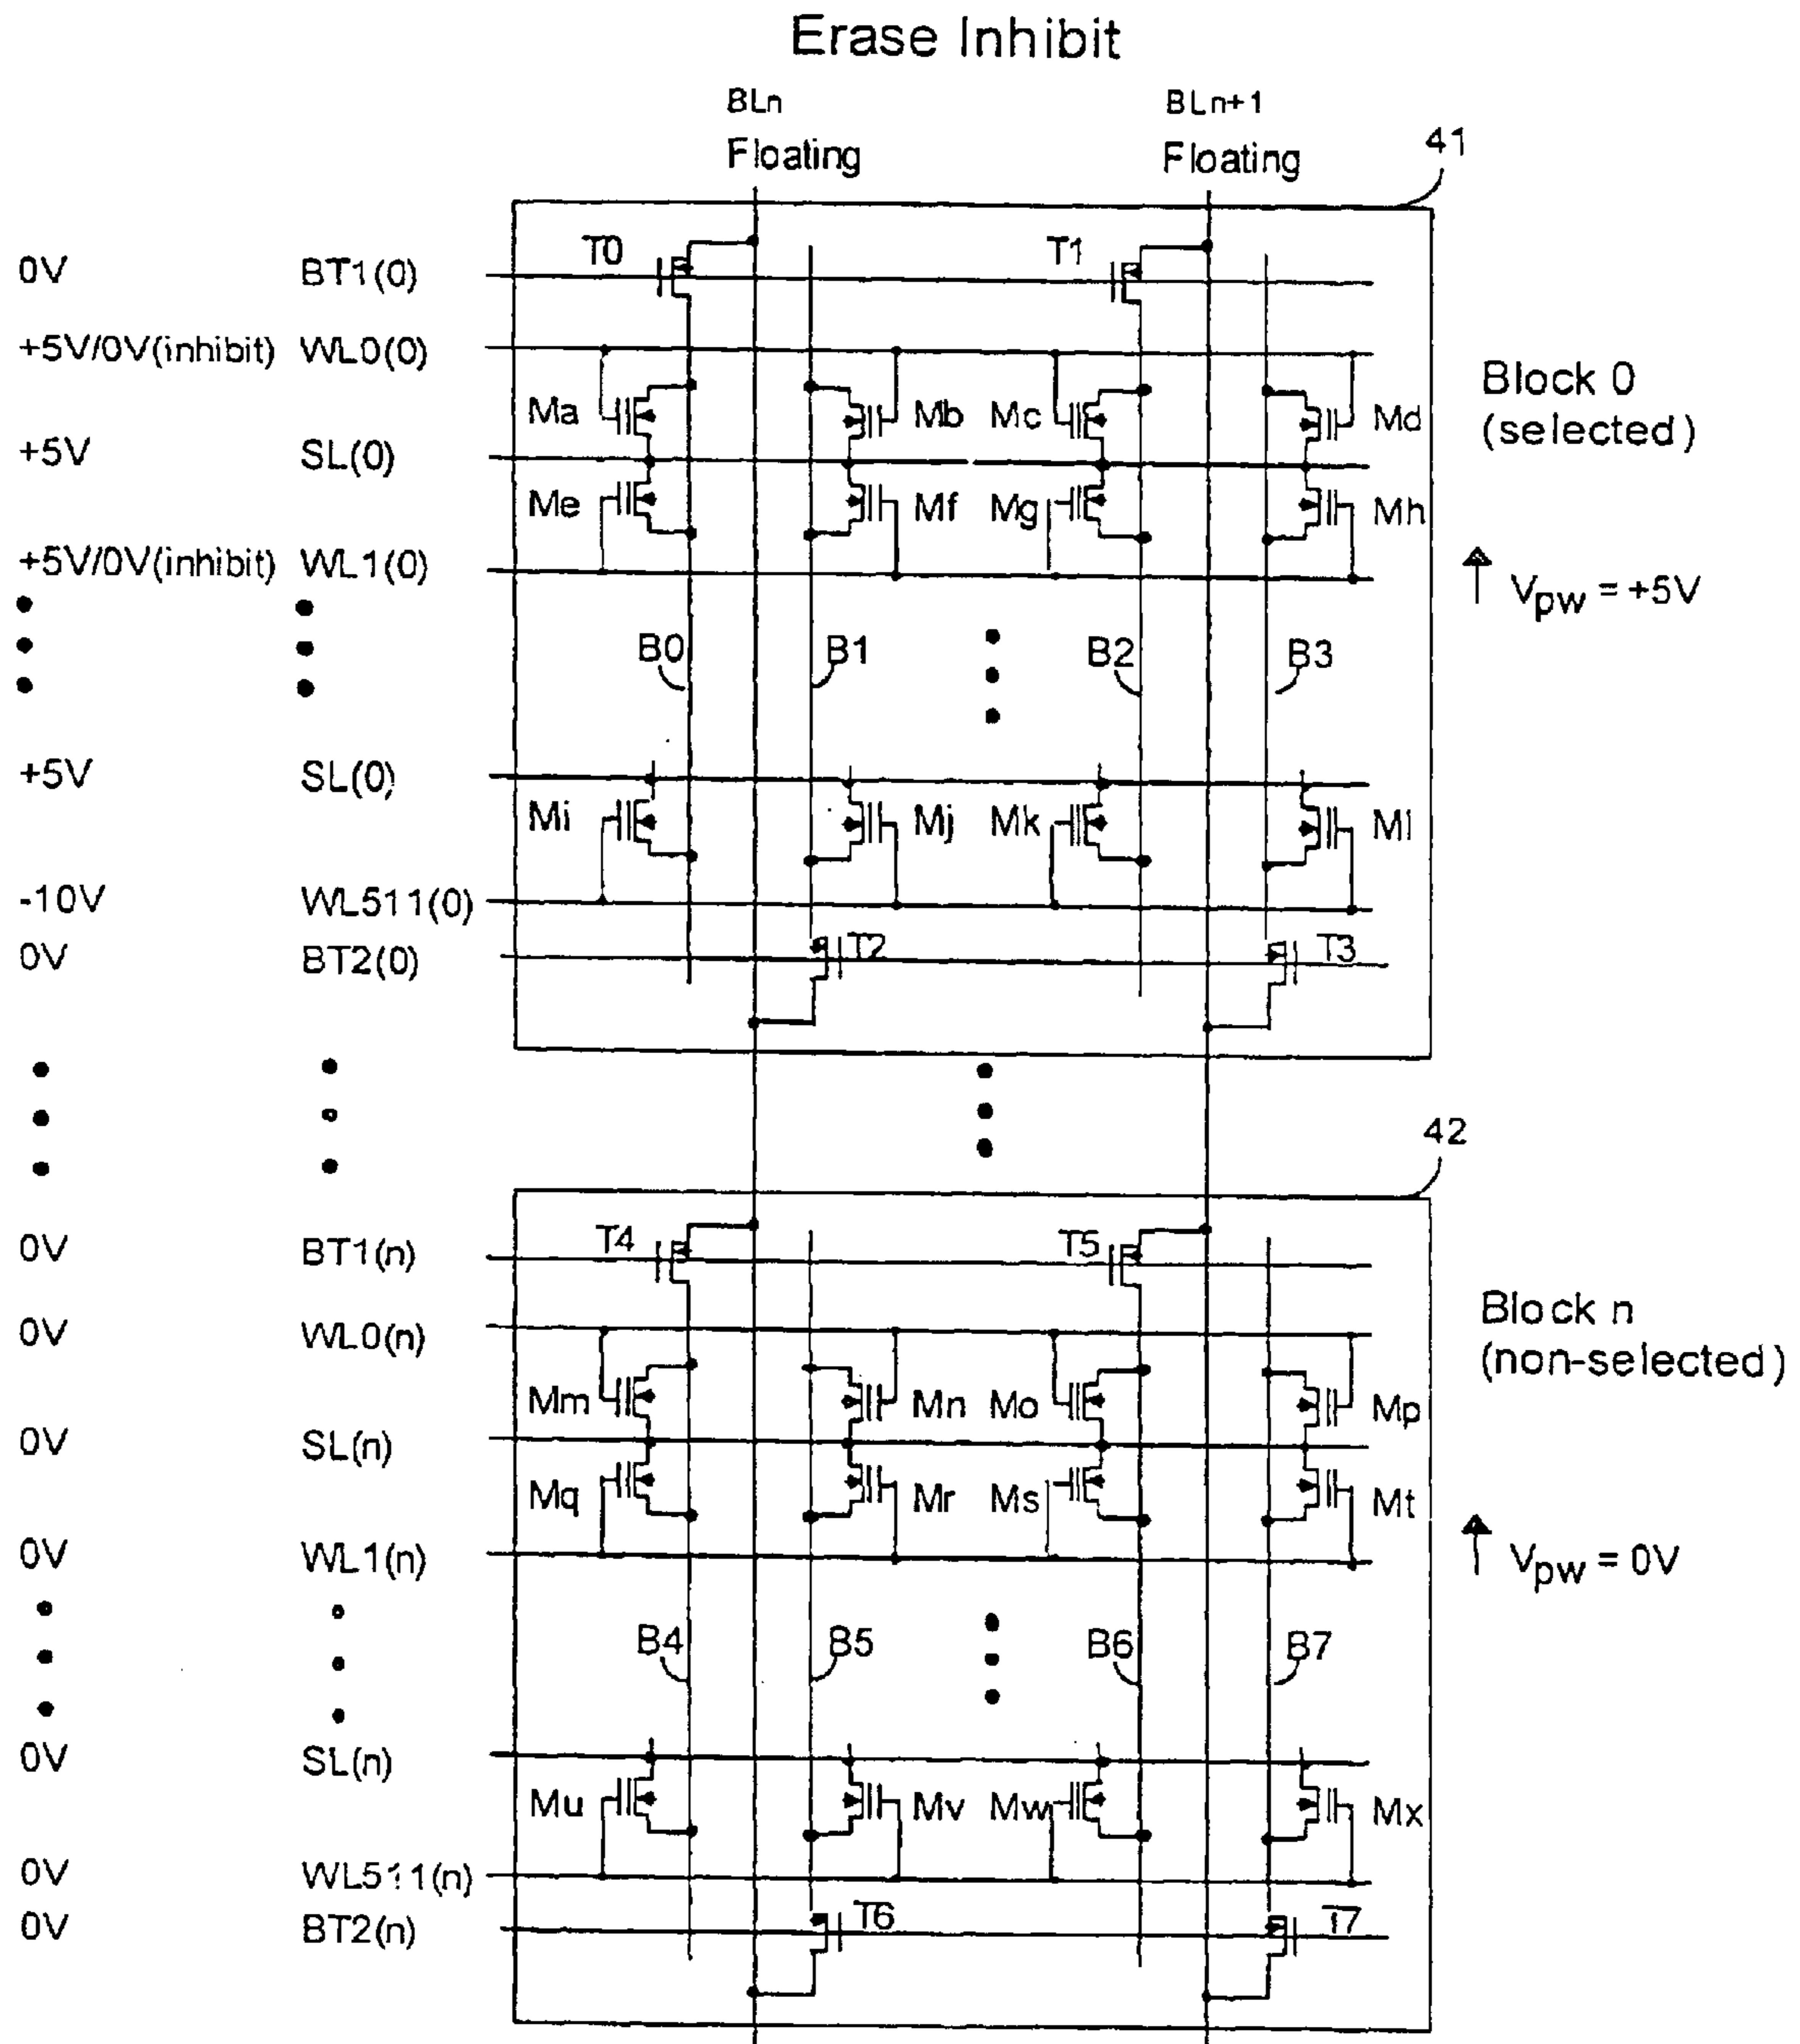 Erase Inhibit
BLn BLn+1
Floating Floating
41
0V BT1(0) T0 T1
+5V/0V(inhibit) WL0(0)
Block 0
(selected)
Ma Mb Mc Md
+5V SL(0)
Me Mf Mg Mh
+5V/0V(inhibit) WL1(0)
Vpw = +5V
B0 B1 B2 B3
+5V SL(0)
Mi Mj Mk Ml
-10V WL511(0)
0V BT2(0) T2 T3
42
0V BT1(n) T4 T5
0V WL0(n)
Block n
(non-selected)
Mm Mn Mo Mp
0V SL(n)
Mq Mr Ms Mt
0V WL1(n)
Vpw = 0V
B4 B5 B6 B7
0V SL(n)
Mu Mv Mw Mx
0V WL511(n)
0V BT2(n) T6 T7